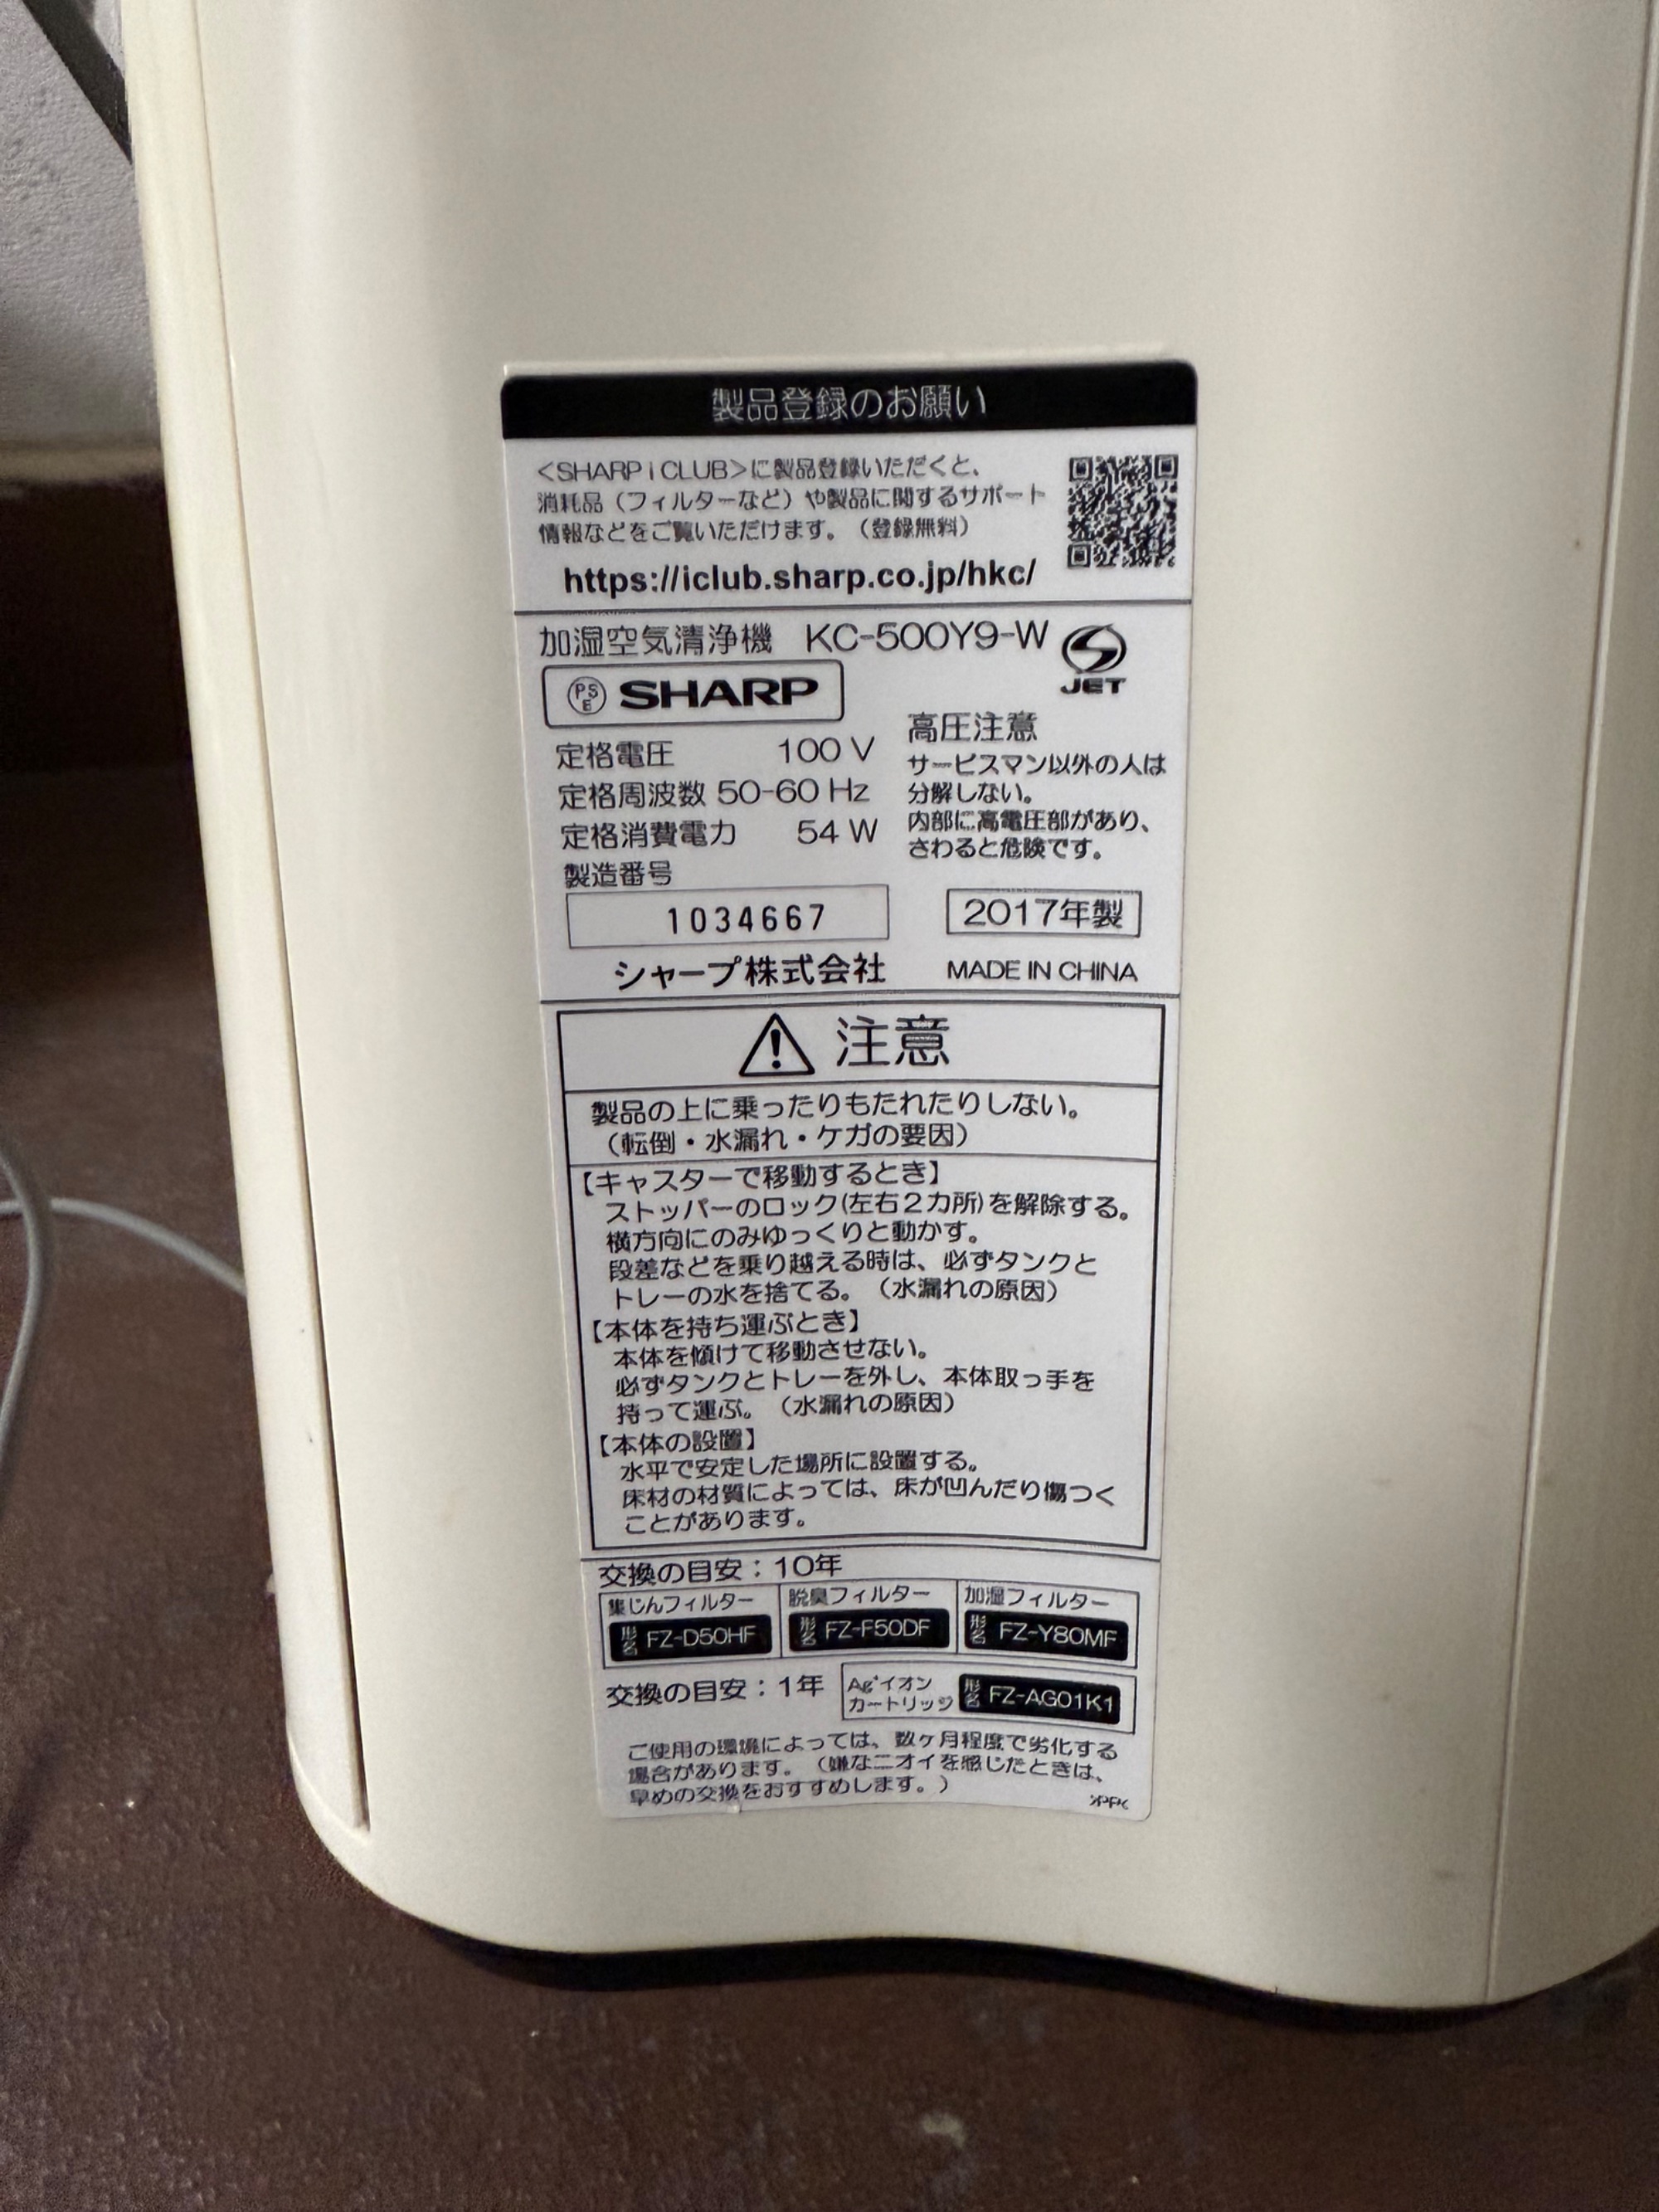 製品登録のお願い
<SHARP i CLUB>に製品登録いただくと、
消耗品（フィルターなど）や製品に関するサポート
情報などをご覧いただけます。（登録無料）
https://iclub.sharp.co.jp/hkc/
加湿空気清浄機 KC-500Y9-W
JET
PS
E
SHARP
定格電圧 100 V
定格周波数 50-60 Hz
定格消費電力 54 W
製造番号
1034667
高圧注意
サービスマン以外の人は
分解しない。
内部に高電圧部があり、
さわると危険です。
2017年製
シャープ株式会社 MADE IN CHINA
注意
製品の上に乗ったりもたれたりしない。
（転倒・水漏れ・ケガの要因）
【キャスターで移動するとき】
ストッパーのロック(左右２カ所)を解除する。
横方向にのみゆっくりと動かす。
段差などを乗り越える時は、必ずタンクと
トレーの水を捨てる。（水漏れの原因）
【本体を持ち運ぶとき】
本体を傾けて移動させない。
必ずタンクとトレーを外し、本体取っ手を
持って運ぶ。（水漏れの原因）
【本体の設置】
水平で安定した場所に設置する。
床材の材質によっては、床が凹んだり傷つく
ことがあります。
交換の目安：10年
集じんフィルター
形名 FZ-D50HF
脱臭フィルター
形名 FZ-F50DF
加湿フィルター
形名 FZ-Y80MF
交換の目安：1年
Ag⁺イオン
カートリッジ
形名 FZ-AG01K1
ご使用の環境によっては、数ヶ月程度で劣化する
場合があります。（嫌なニオイを感じたときは、
早めの交換をおすすめします。）